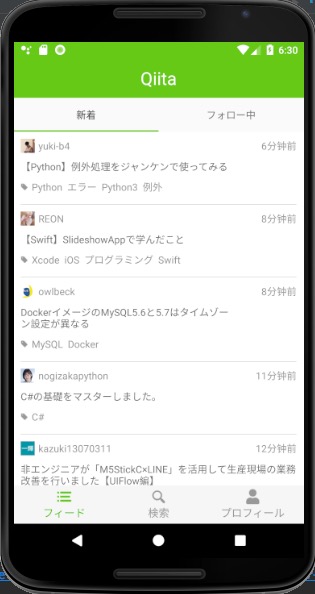 6:30
Qiita
新着 フォロー中
yuki-b4 6分钟前
【Python】例外処理をジャンケンで使ってみる
Python エラー Python3 例外
REON 8分钟前
【Swift】SlideshowAppで学んだこと
Xcode iOS プログラミング Swift
owlbeck 8分钟前
DockerイメージのMySQL5.6と5.7はタイムゾー
ン設定が異なる
MySQL Docker
nogizakapython 11分钟前
C#の基礎をマスターしました。
C#
一輝 kazuki13070311 12分钟前
非エンジニアが「M5StickC×LINE」を活用して生産現場の業務
改善を行いました【UIFlow編】
フィード 検索 プロフィール